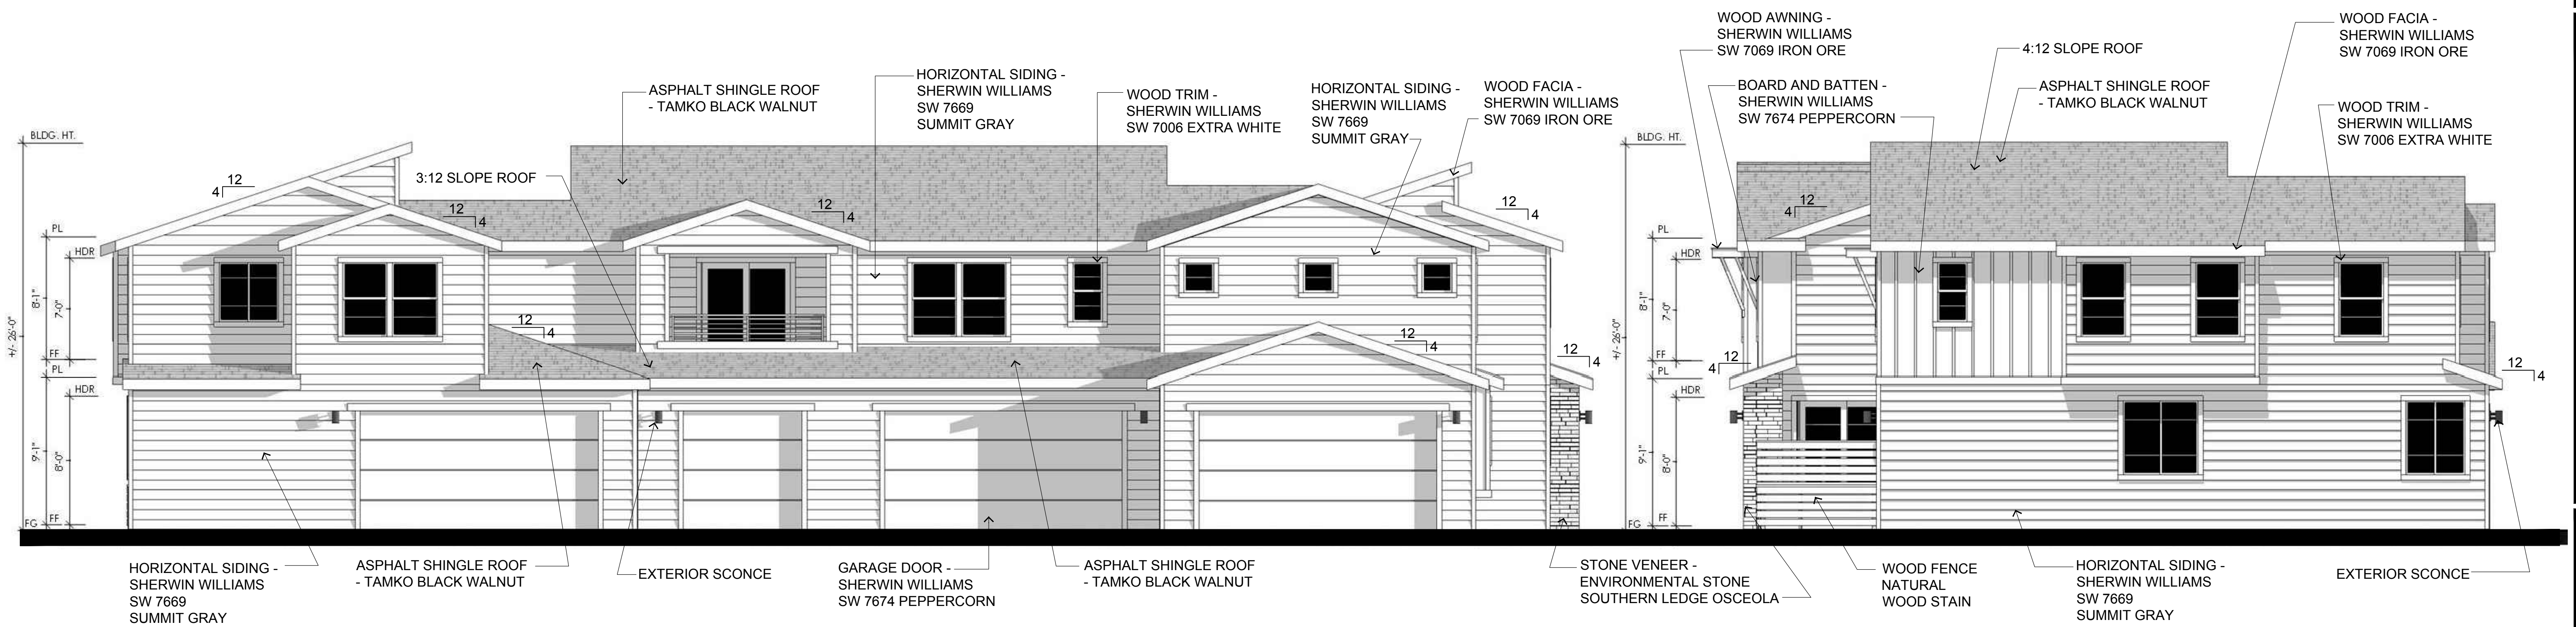 BLDG. HT.
PL
HDR
8'-1"
7'-0"
+/- 26'-0"
FF
PL
HDR
9'-1"
8'-0"
FG
FF
12
4
3:12 SLOPE ROOF
12
4
ASPHALT SHINGLE ROOF
- TAMKO BLACK WALNUT
12
4
HORIZONTAL SIDING -
SHERWIN WILLIAMS
SW 7669
SUMMIT GRAY
WOOD TRIM -
SHERWIN WILLIAMS
SW 7006 EXTRA WHITE
HORIZONTAL SIDING -
SHERWIN WILLIAMS
SW 7669
SUMMIT GRAY
WOOD FACIA -
SHERWIN WILLIAMS
SW 7069 IRON ORE
12
4
12
4
12
4
12
4
HORIZONTAL SIDING -
SHERWIN WILLIAMS
SW 7669
SUMMIT GRAY
ASPHALT SHINGLE ROOF
- TAMKO BLACK WALNUT
EXTERIOR SCONCE
GARAGE DOOR -
SHERWIN WILLIAMS
SW 7674 PEPPERCORN
ASPHALT SHINGLE ROOF
- TAMKO BLACK WALNUT
STONE VENEER -
ENVIRONMENTAL STONE
SOUTHERN LEDGE OSCEOLA
BLDG. HT.
PL
HDR
8'-1"
7'-0"
+/- 26'-0"
FF
PL
HDR
9'-1"
8'-0"
FG
FF
WOOD AWNING -
SHERWIN WILLIAMS
SW 7069 IRON ORE
BOARD AND BATTEN -
SHERWIN WILLIAMS
SW 7674 PEPPERCORN
4:12 SLOPE ROOF
ASPHALT SHINGLE ROOF
- TAMKO BLACK WALNUT
WOOD FACIA -
SHERWIN WILLIAMS
SW 7069 IRON ORE
WOOD TRIM -
SHERWIN WILLIAMS
SW 7006 EXTRA WHITE
12
4
12
4
12
4
WOOD FENCE
NATURAL
WOOD STAIN
HORIZONTAL SIDING -
SHERWIN WILLIAMS
SW 7669
SUMMIT GRAY
EXTERIOR SCONCE